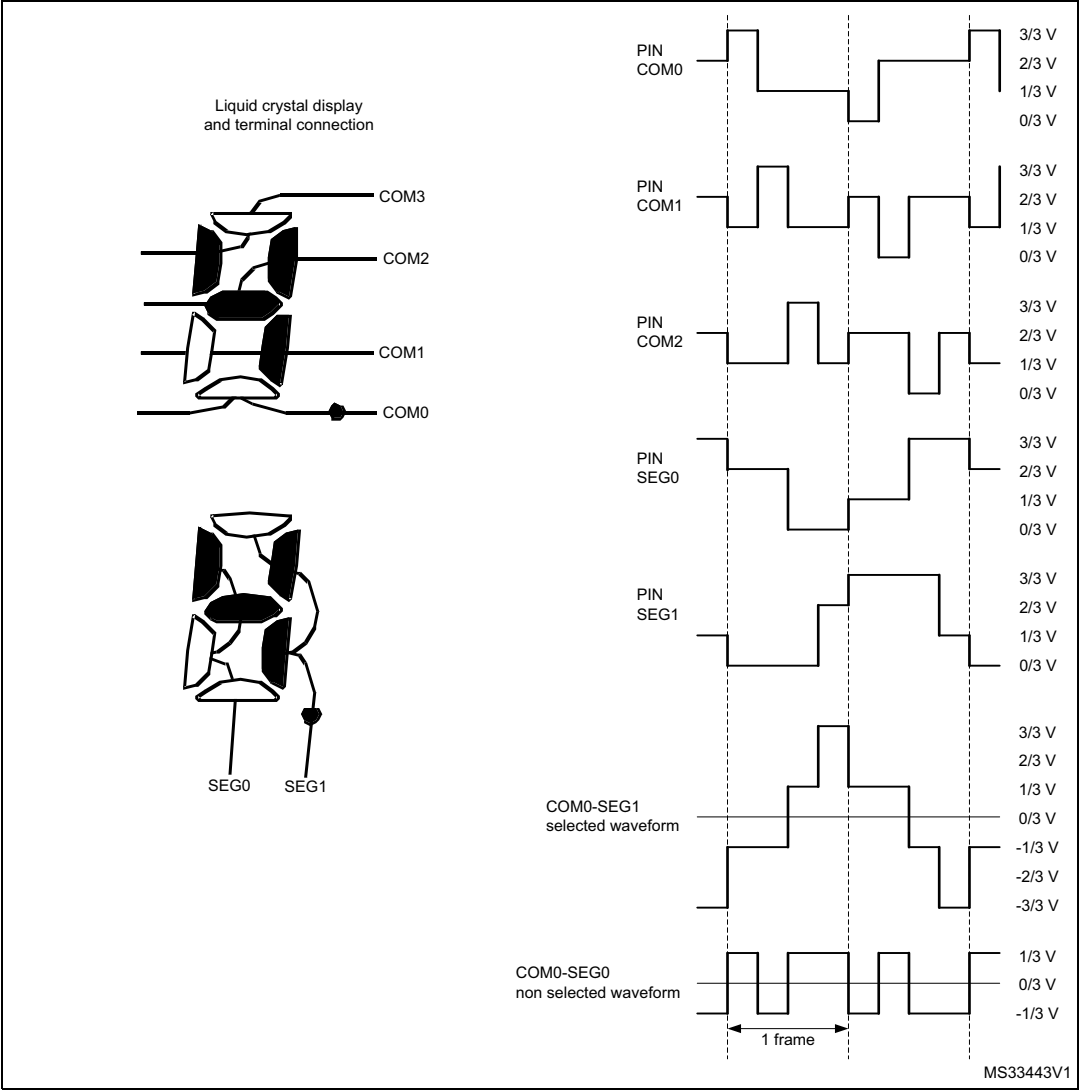 Liquid crystal display
and terminal connection
COM3
COM2
COM1
COM0
SEG0
SEG1
PIN
COM0
3/3 V
2/3 V
1/3 V
0/3 V
PIN
COM1
3/3 V
2/3 V
1/3 V
0/3 V
PIN
COM2
3/3 V
2/3 V
1/3 V
0/3 V
PIN
SEG0
3/3 V
2/3 V
1/3 V
0/3 V
PIN
SEG1
3/3 V
2/3 V
1/3 V
0/3 V
COM0-SEG1
selected waveform
3/3 V
2/3 V
1/3 V
0/3 V
-1/3 V
-2/3 V
-3/3 V
COM0-SEG0
non selected waveform
1/3 V
0/3 V
-1/3 V
1 frame
MS33443V1